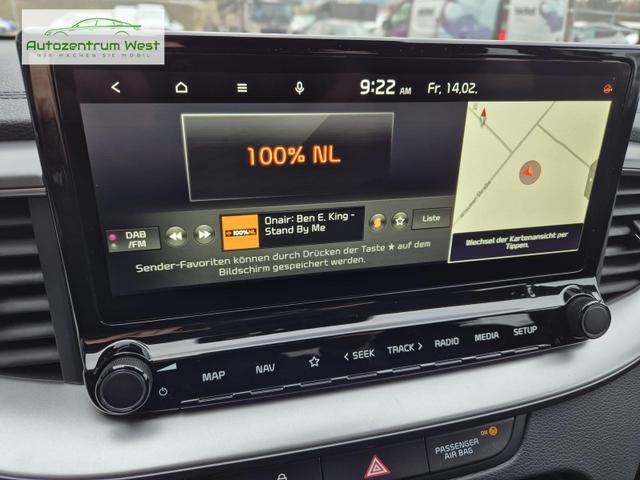 Autozentrum West
WIR MACHEN SIE MOBIL
9:22 AM Fr, 14.02.
100% NL
DAB
/FM
100%NL
Onair: Ben E. King -
Stand By Me
Liste
Sender-Favoriten können durch Drücken der Taste ★ auf dem
Bildschirm gespeichert werden.
Wechsel der Kartenansicht per
Tippen.
MAP NAV ☆ < SEEK TRACK > RADIO MEDIA SETUP
ON
PASSENGER
AIR BAG